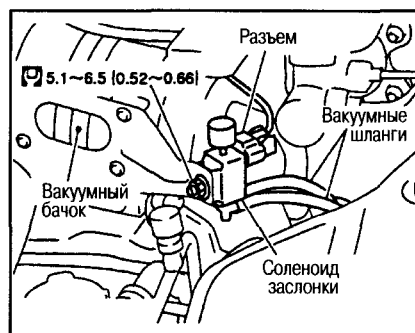 Разъем
5.1~6.5 (0.52~0.66)
Вакуумные
шланги
Вакуумный
бачок
Соленоид
заслонки